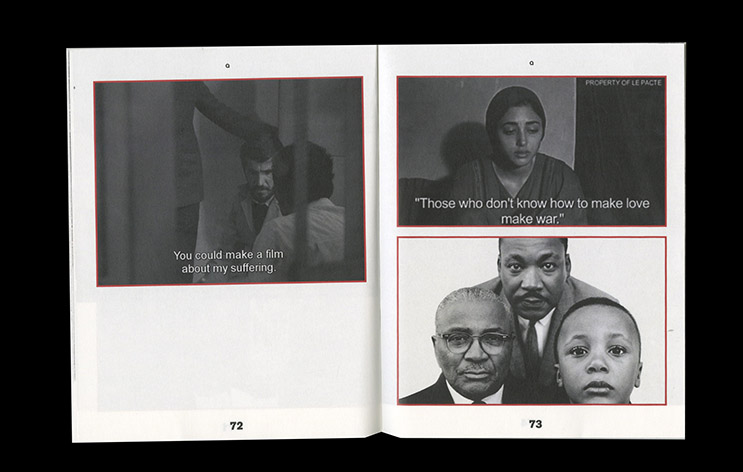 Q
You could make a film
about my suffering.
72
Q
PROPERTY OF LE PACTE
"Those who don't know how to make love
make war."
73